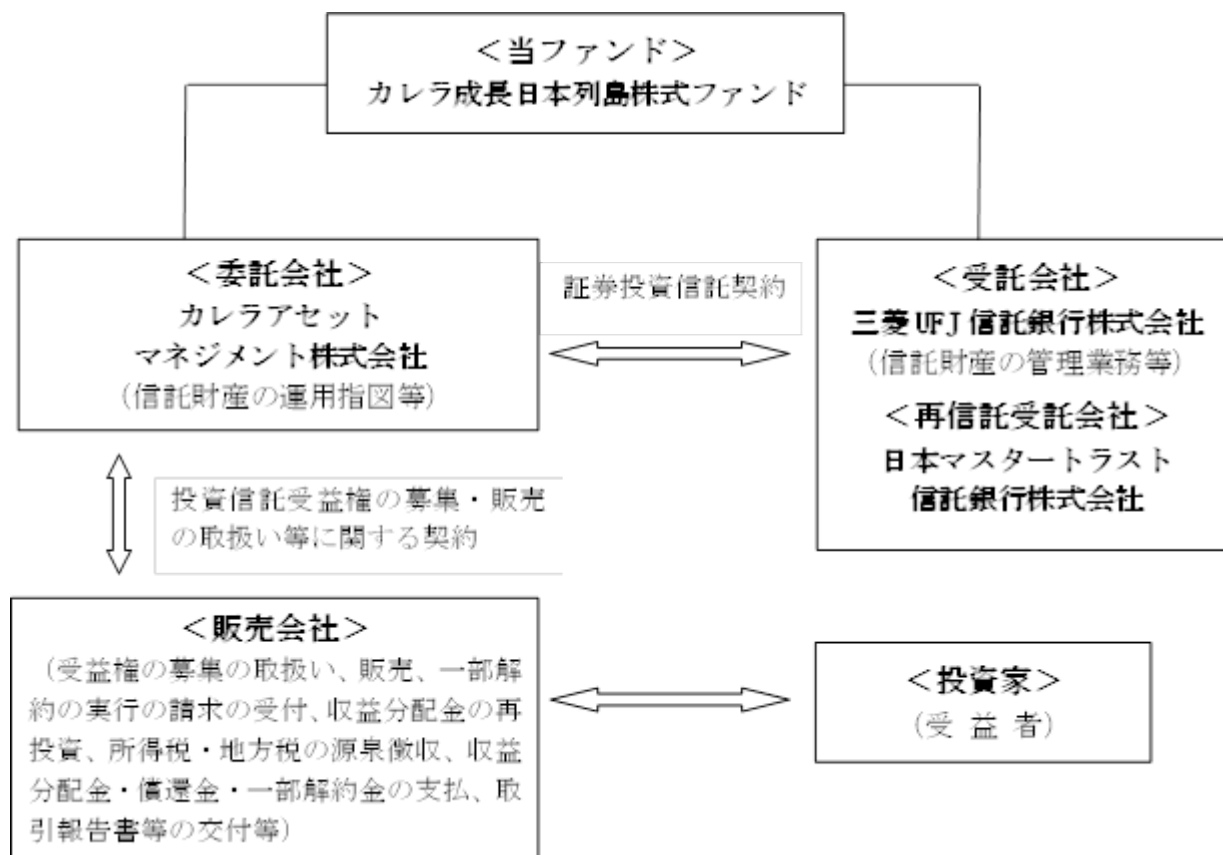 ＜当ファンド＞
カレラ成長日本列島株式ファンド
＜委託会社＞
カレラアセット
マネジメント株式会社
（信託財産の運用指図等）
証券投資信託契約
＜受託会社＞
三菱UFJ信託銀行株式会社
（信託財産の管理業務等）
＜再信託受託会社＞
日本マスタートラスト
信託銀行株式会社
投資信託受益権の募集・販売
の取扱い等に関する契約
＜販売会社＞
（受益権の募集の取扱い、販売、一部解
約の実行の請求の受付、収益分配金の再
投資、所得税・地方税の源泉徴収、収益
分配金・償還金・一部解約金の支払、取
引報告書等の交付等）
＜投資家＞
（受 益 者）